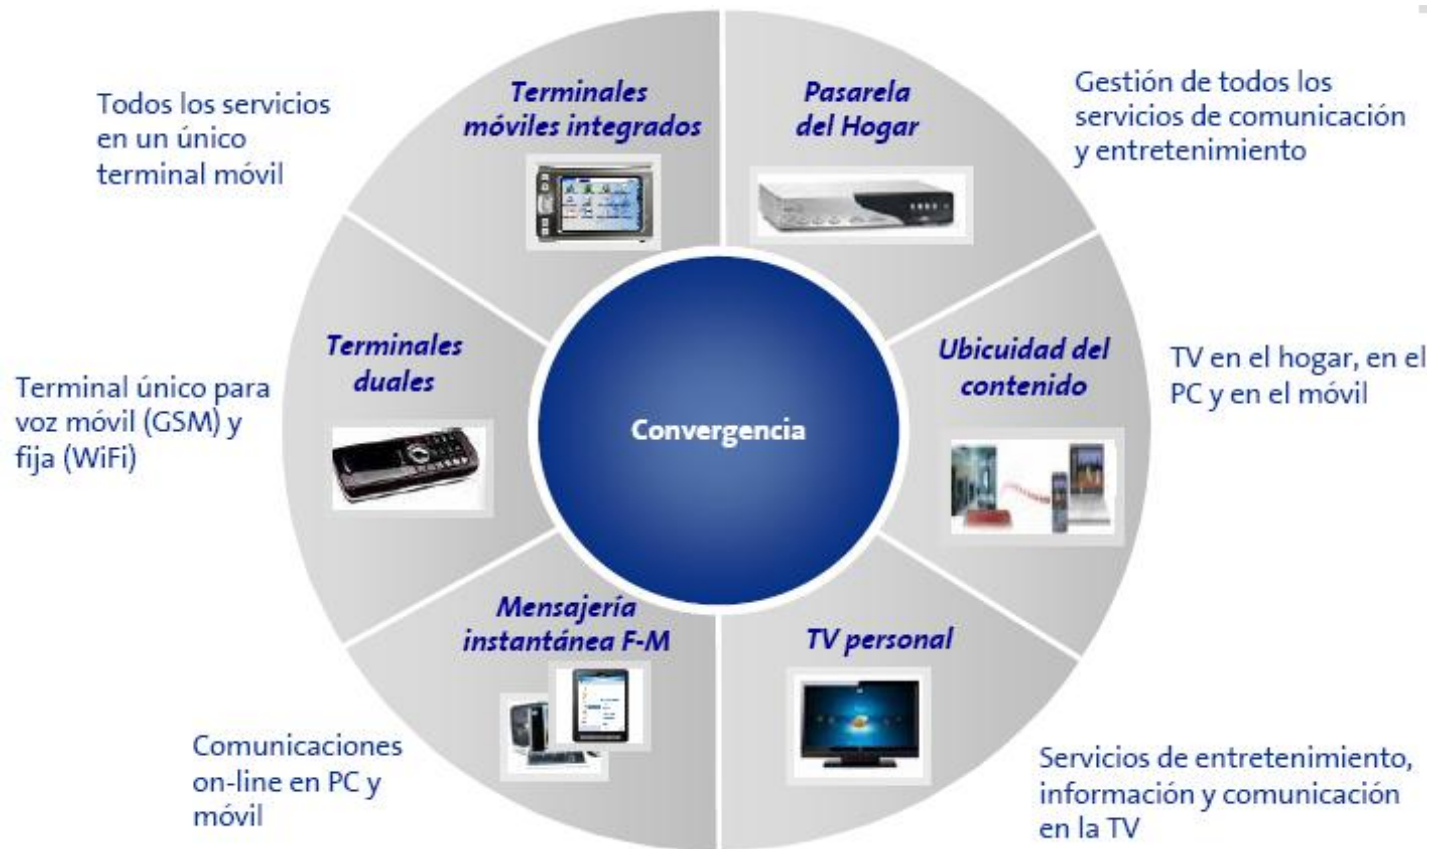 Todos los servicios
en un único
terminal móvil
Terminales
móviles integrados
Pasarela
del Hogar
Gestión de todos los
servicios de comunicación
y entretenimiento
Terminal único para
voz móvil (GSM) y
fija (WiFi)
Terminales
duales
Convergencia
Ubicuidad del
contenido
TV en el hogar, en el
PC y en el móvil
Comunicaciones
on-line en PC y
móvil
Mensajería
instantánea F-M
TV personal
Servicios de entretenimiento,
información y comunicación
en la TV